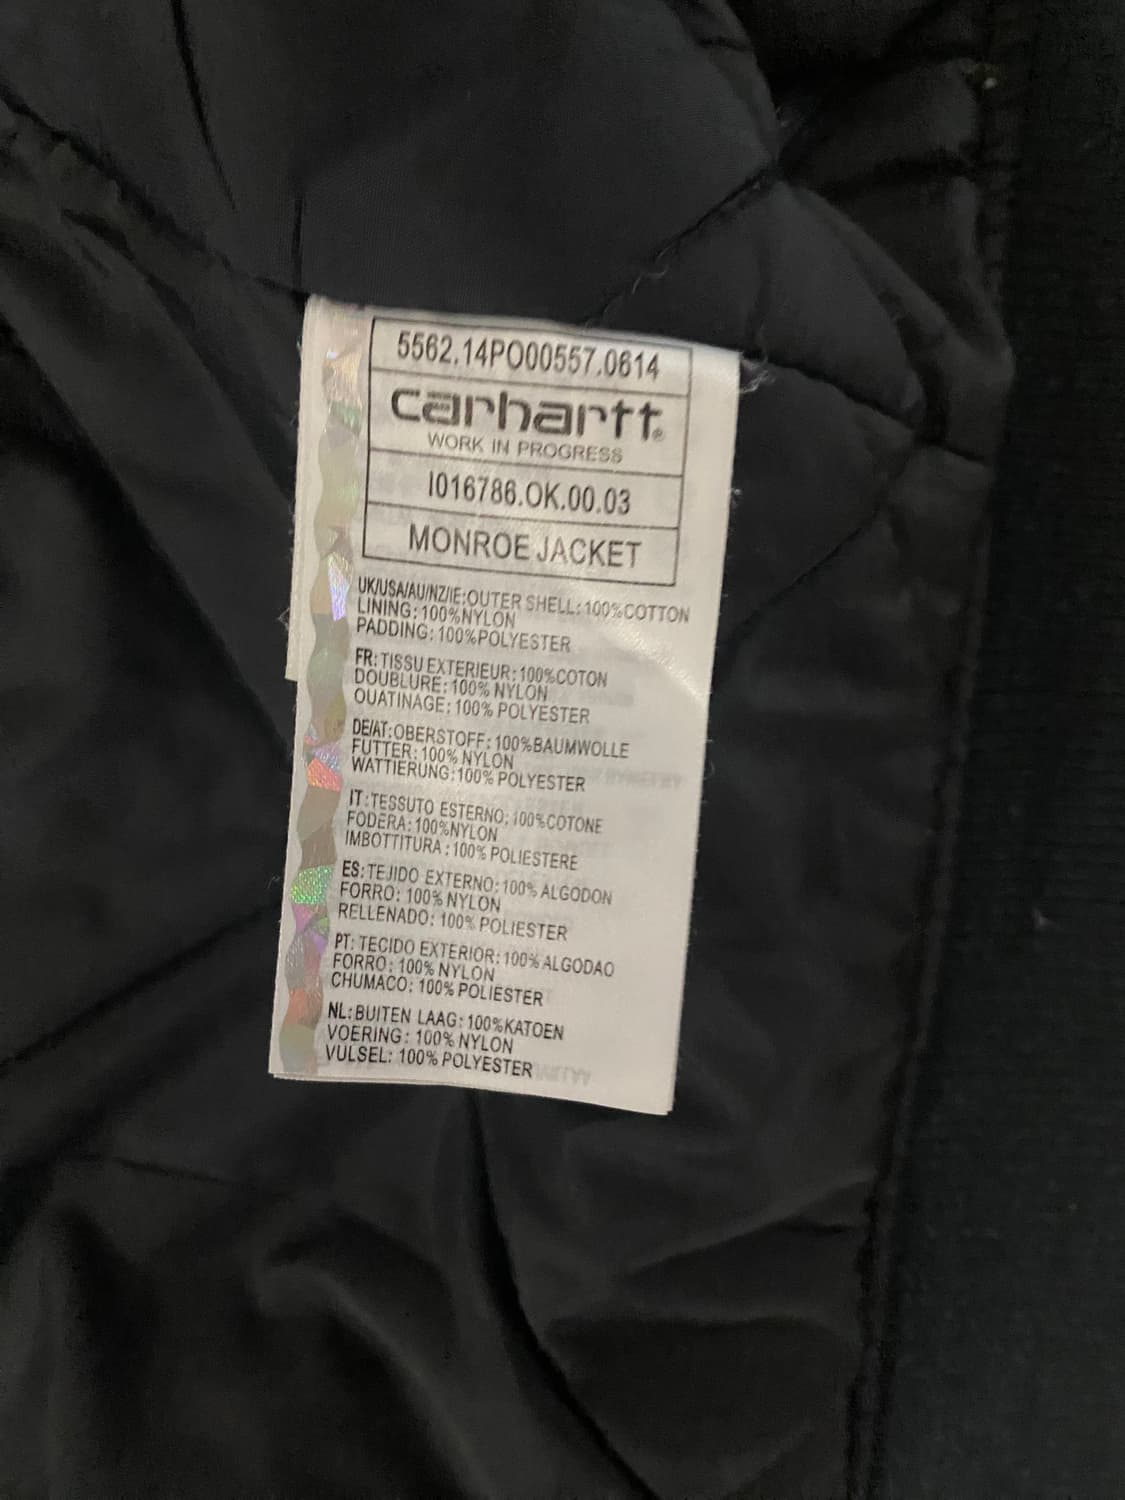 5562.14PO00557.0614
carhartt®
WORK IN PROGRESS
I016786.OK.00.03
MONROE JACKET
UK/USA/AU/NZ/IE:OUTER SHELL:100%COTTON
LINING:100%NYLON
PADDING:100%POLYESTER
FR:TISSU EXTERIEUR:100%COTON
DOUBLURE:100% NYLON
OUATINAGE:100% POLYESTER
DE/AT:OBERSTOFF:100%BAUMWOLLE
FUTTER:100% NYLON
WATTIERUNG:100% POLYESTER
IT:TESSUTO ESTERNO:100%COTONE
FODERA:100%NYLON
IMBOTTITURA:100% POLIESTERE
ES:TEJIDO EXTERNO:100% ALGODON
FORRO: 100% NYLON
RELLENADO: 100% POLIESTER
PT: TECIDO EXTERIOR:100% ALGODAO
FORRO: 100% NYLON
CHUMACO: 100% POLIESTER
NL:BUITEN LAAG:100%KATOEN
VOERING: 100% NYLON
VULSEL: 100% POLYESTER